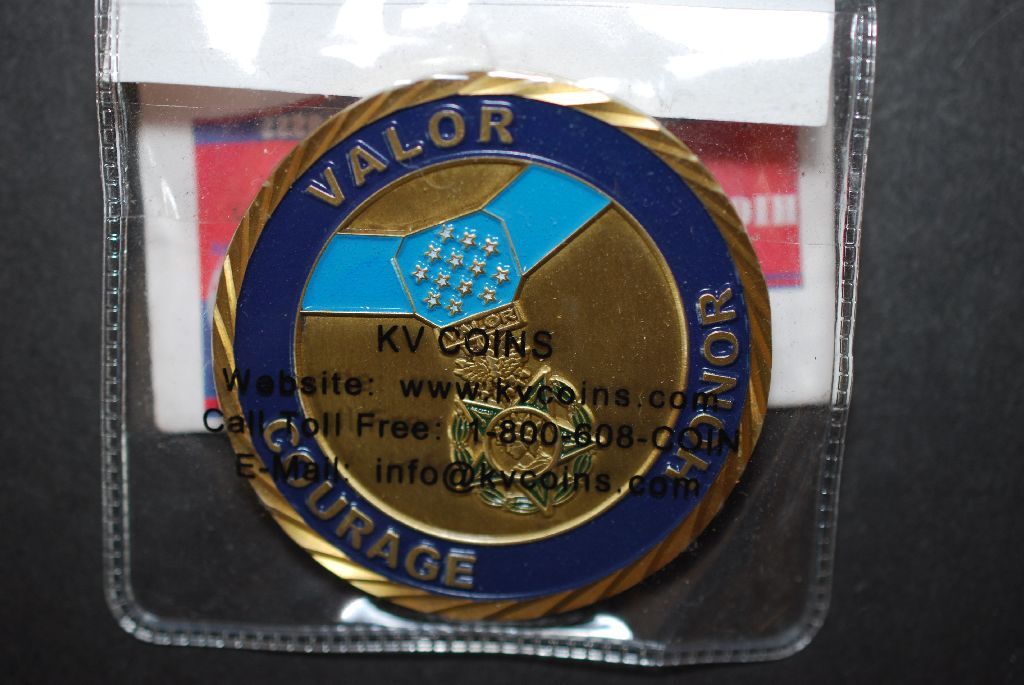 VALOR
HONOR
COURAGE
VALOR
KV COINS
Website: www.kvcoins.com
Call Toll Free: 1-800-608-COIN
E-Mail: info@kvcoins.com